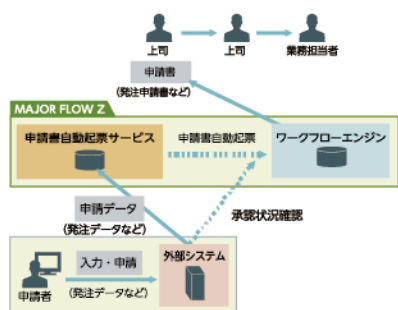 上司
上司
業務担当者
申請書
(発注申請書など)
MAJOR FLOW Z
申請書自動起票サービス
申請書自動起票
ワークフローエンジン
申請データ
(発注データなど)
承認状況確認
入力・申請
外部システム
申請者
(発注データなど)